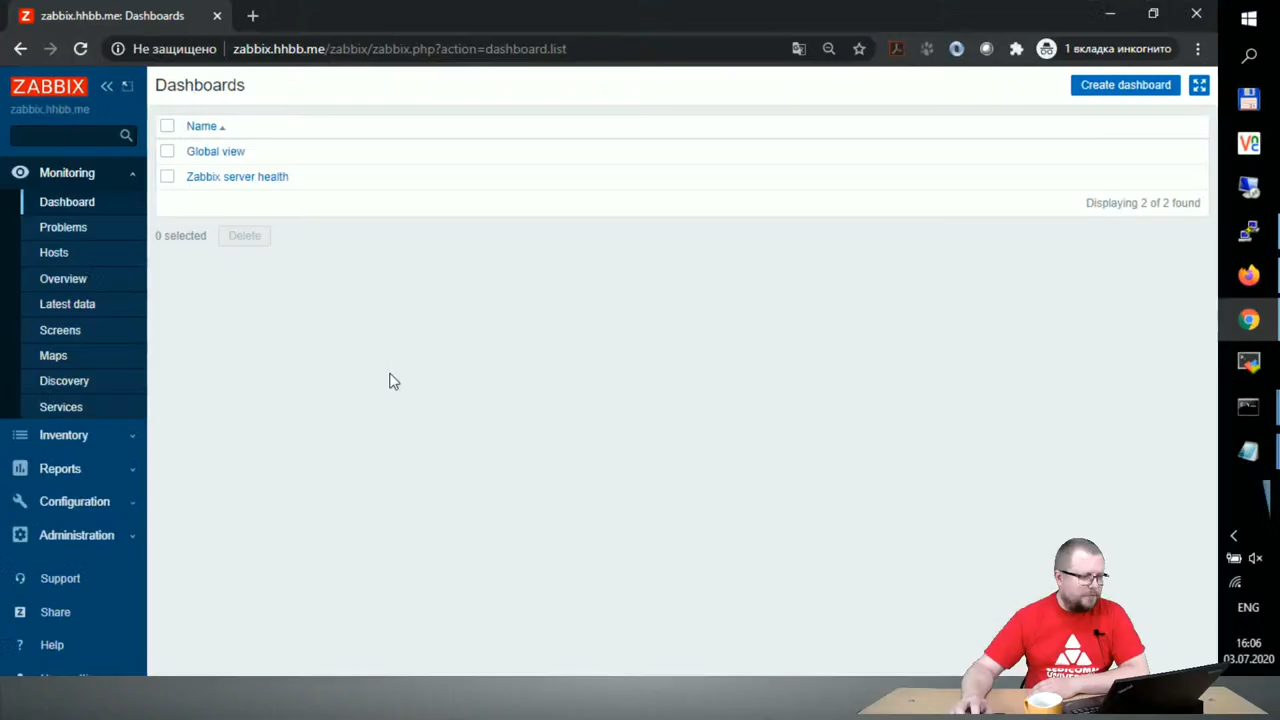 zabbix.hhbb.me: Dashboards
Не защищено
zabbix.hhbb.me/zabbix/zabbix.php?action=dashboard.list
1 вкладка инкогнито
ZABBIX
zabbix.hhbb.me
Dashboards
Create dashboard
Name
Global view
Zabbix server health
Displaying 2 of 2 found
0 selected
Delete
Monitoring
Dashboard
Problems
Hosts
Overview
Latest data
Screens
Maps
Discovery
Services
Inventory
Reports
Configuration
Administration
Support
Share
Help
ENG
16:06
03.07.2020